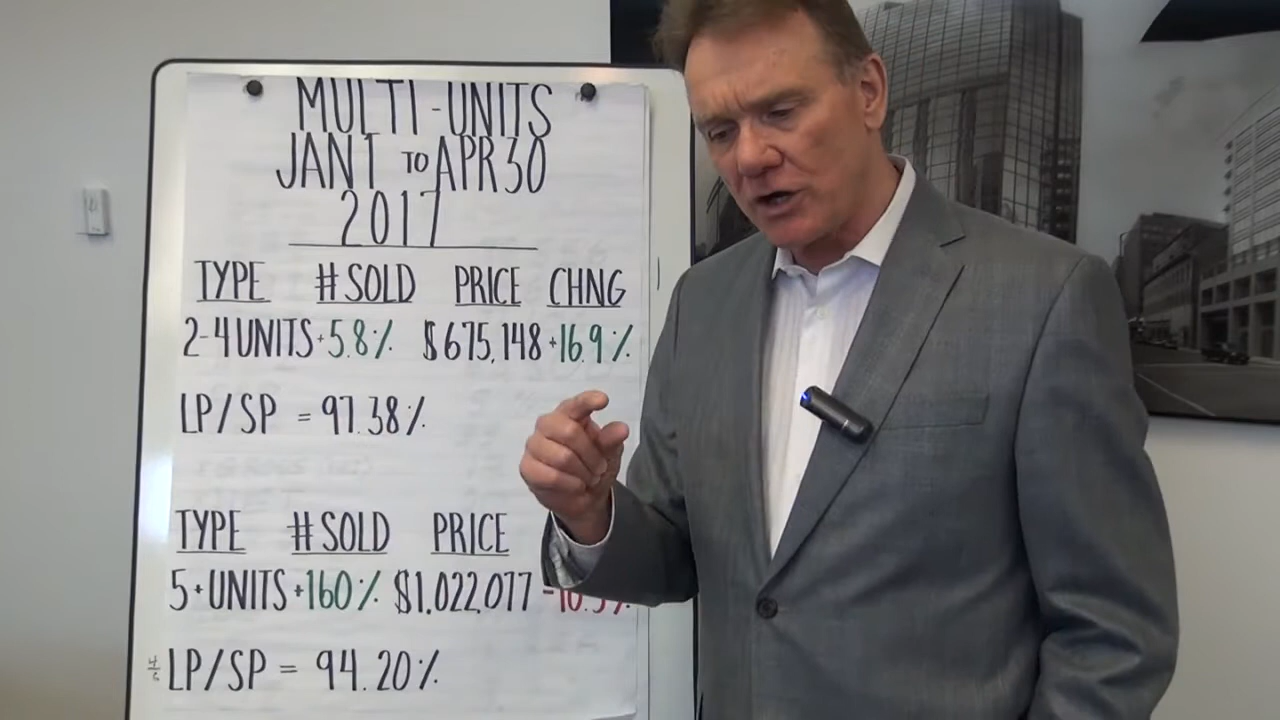 MULTI-UNITS
JAN 1 TO APR 30
2017
TYPE #SOLD PRICE CHNG
2-4 UNITS +5.8% $675,148 +16.9%
LP/SP = 97.38%
TYPE #SOLD PRICE
5+UNITS +160% $1,022,077
LP/SP = 94.20%